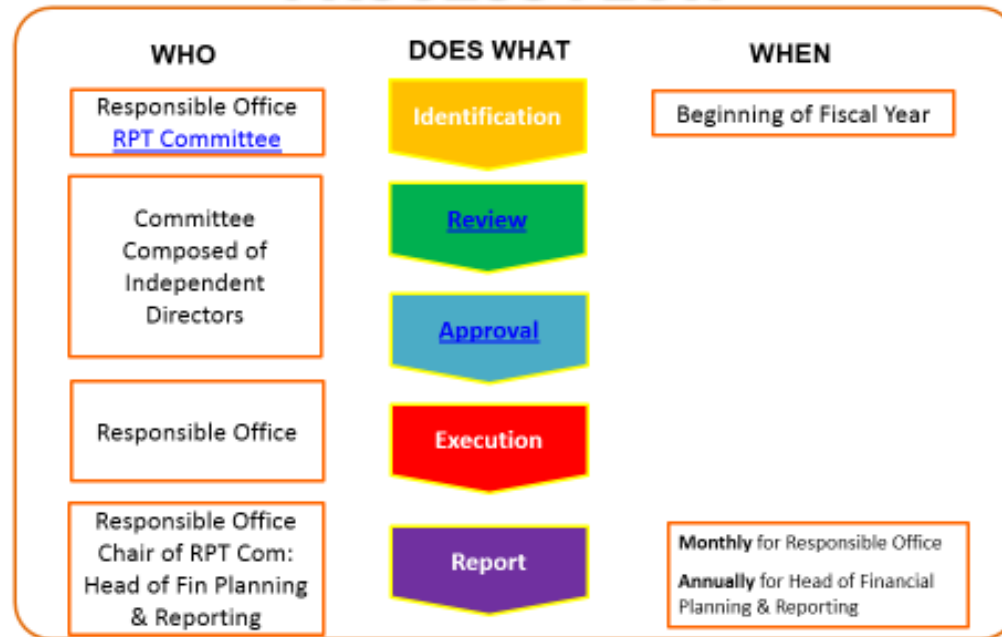 WHO
DOES WHAT
WHEN
Responsible Office
RPT Committee
Identification
Beginning of Fiscal Year
Committee
Composed of
Independent
Directors
Review
Approval
Responsible Office
Execution
Responsible Office
Chair of RPT Com:
Head of Fin Planning
& Reporting
Report
Monthly for Responsible Office
Annually for Head of Financial
Planning & Reporting